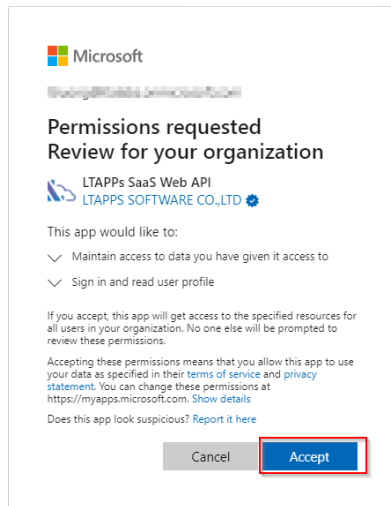 Microsoft
Permissions requested
Review for your organization
LTAPPs SaaS Web API
LTAPPS SOFTWARE CO.,LTD
This app would like to:
Maintain access to data you have given it access to
Sign in and read user profile
If you accept, this app will get access to the specified resources for
all users in your organization. No one else will be prompted to
review these permissions.
Accepting these permissions means that you allow this app to use
your data as specified in their terms of service and privacy
statement. You can change these permissions at
https://myapps.microsoft.com. Show details
Does this app look suspicious? Report it here
Cancel
Accept